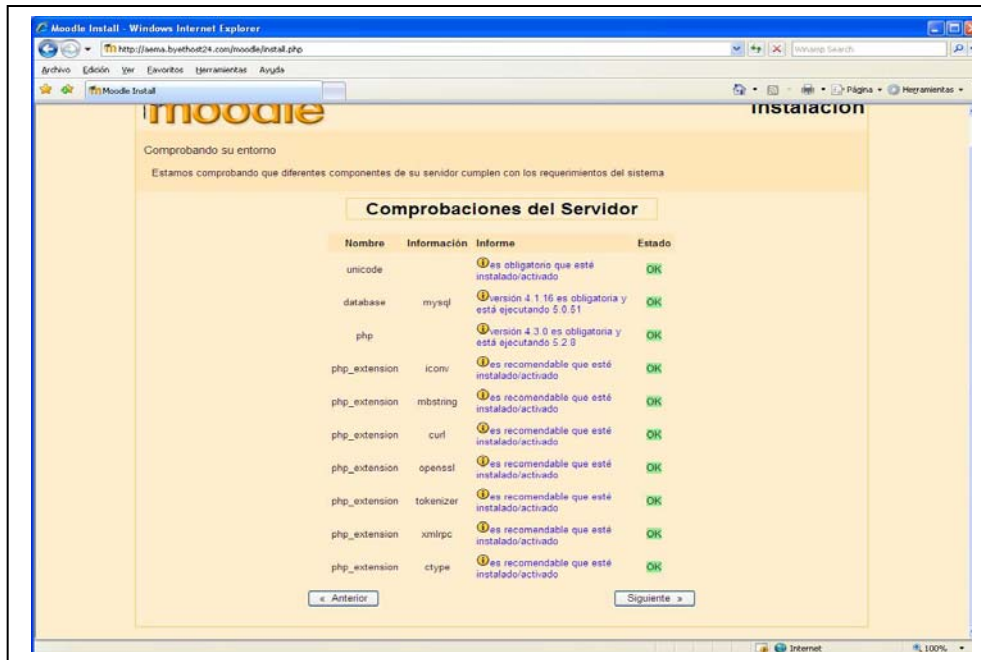 Moodle Install - Windows Internet Explorer
http://aema.byethost24.com/moodle/install.php
Winamp Search
Archivo Edición Ver Favoritos Herramientas Ayuda
Moodle Install
Página
Herramientas
moodle
Instalación
Comprobando su entorno
Estamos comprobando que diferentes componentes de su servidor cumplen con los requerimientos del sistema
Comprobaciones del Servidor
Nombre Información Informe Estado
unicode es obligatorio que esté OK
instalado/activado
database mysql versión 4.1.16 es obligatoria y OK
está ejecutando 5.0.51
php versión 4.3.0 es obligatoria y OK
está ejecutando 5.2.8
php_extension iconv es recomendable que esté OK
instalado/activado
php_extension mbstring es recomendable que esté OK
instalado/activado
php_extension curl es recomendable que esté OK
instalado/activado
php_extension openssl es recomendable que esté OK
instalado/activado
php_extension tokenizer es recomendable que esté OK
instalado/activado
php_extension xmlrpc es recomendable que esté OK
instalado/activado
php_extension ctype es recomendable que esté OK
instalado/activado
« Anterior
Siguiente »
Internet
100%